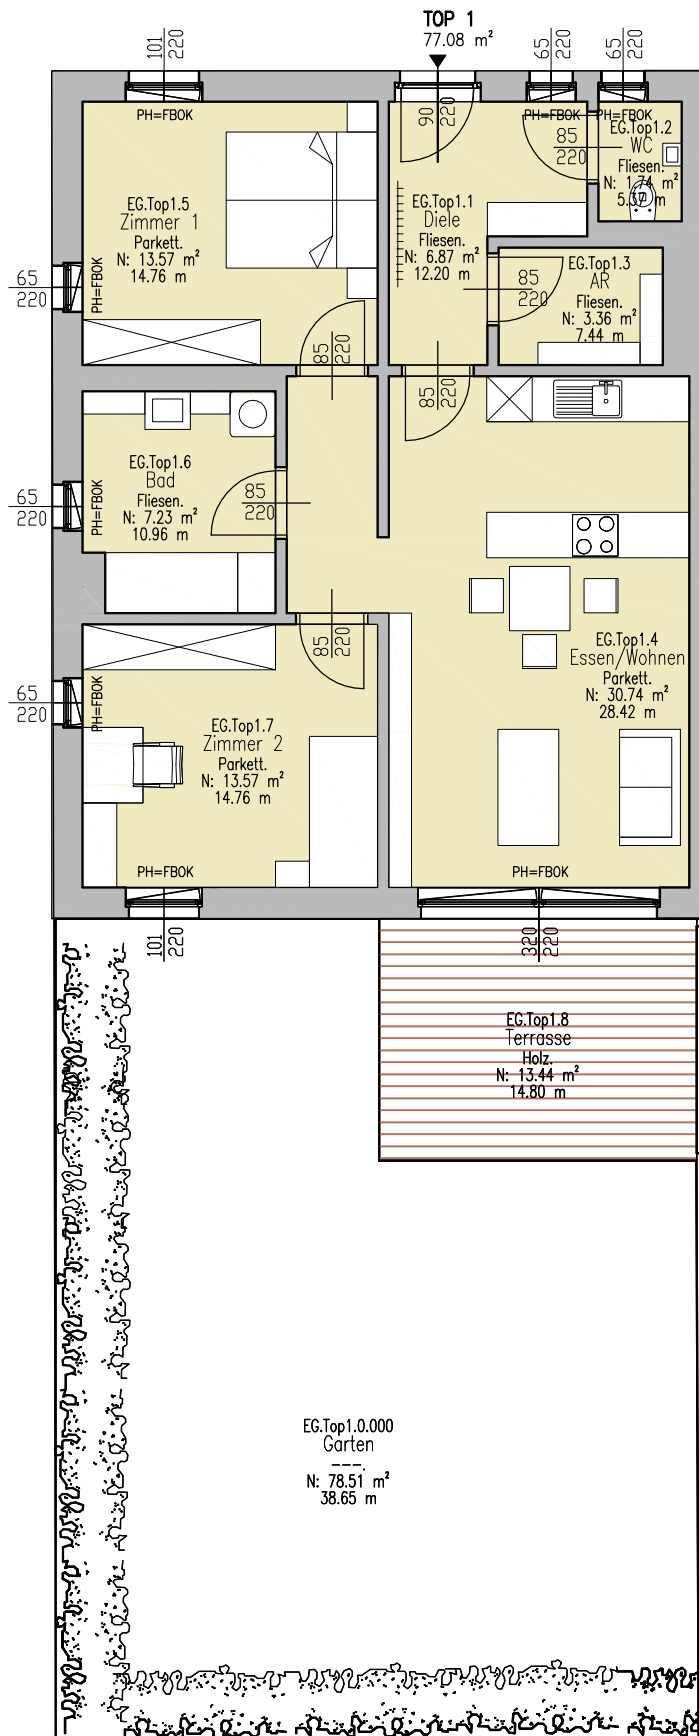 TOP 1
77.08 m²
101
220
65
220
65
220
90
220
PH=FBOK
PH=FBOK
PH=FBOK
EG.Top1.2
WC
Fliesen.
N: 1.74 m²
5.37 m
85
220
EG.Top1.5
Zimmer 1
Parkett.
N: 13.57 m²
14.76 m
PH=FBOK
65
220
EG.Top1.1
Diele
Fliesen.
N: 6.87 m²
12.20 m
85
220
EG.Top1.3
AR
Fliesen.
N: 3.36 m²
7.44 m
85
220
85
220
EG.Top1.6
Bad
Fliesen.
N: 7.23 m²
10.96 m
PH=FBOK
65
220
85
220
85
220
EG.Top1.4
Essen/Wohnen
Parkett.
N: 30.74 m²
28.42 m
PH=FBOK
65
220
EG.Top1.7
Zimmer 2
Parkett.
N: 13.57 m²
14.76 m
PH=FBOK
PH=FBOK
101
220
320
220
EG.Top1.8
Terrasse
Holz.
N: 13.44 m²
14.80 m
EG.Top1.0.000
Garten
---.
N: 78.51 m²
38.65 m